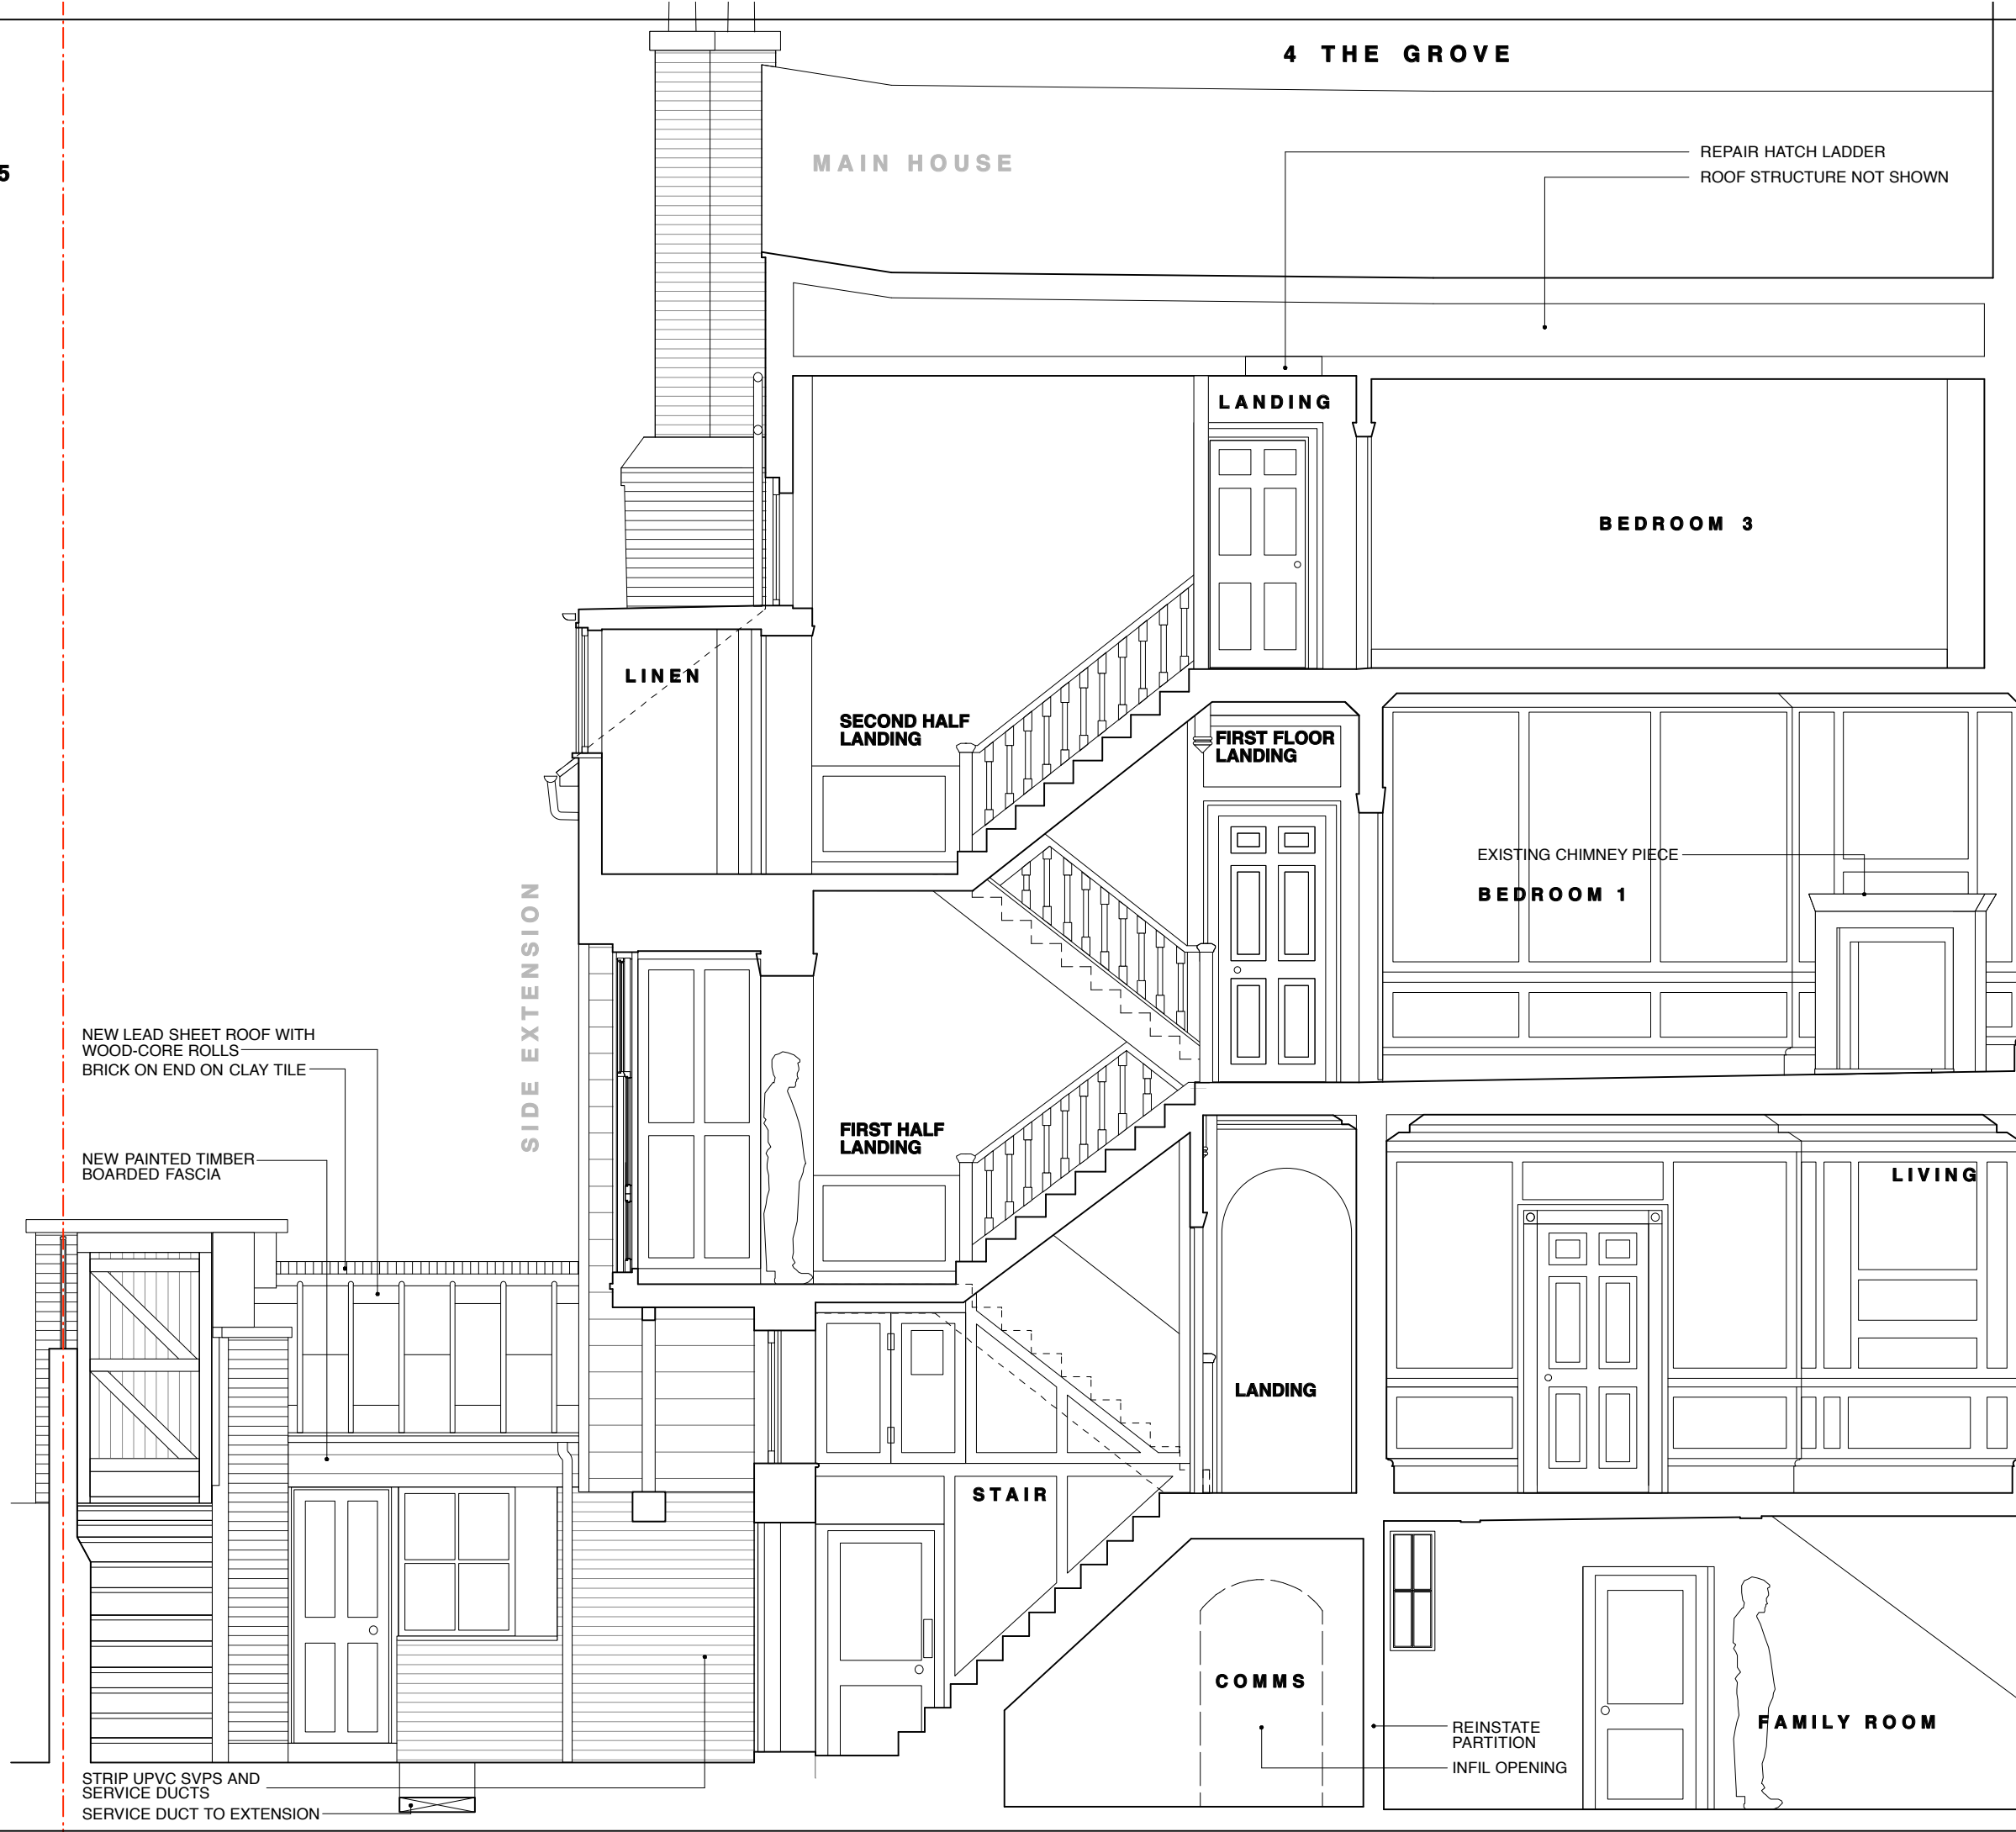 4 THE GROVE
5
MAIN HOUSE
REPAIR HATCH LADDER
ROOF STRUCTURE NOT SHOWN
LANDING
BEDROOM 3
LINEN
SECOND HALF
LANDING
FIRST FLOOR
LANDING
EXISTING CHIMNEY PIECE
BEDROOM 1
SIDE EXTENSION
NEW LEAD SHEET ROOF WITH
WOOD-CORE ROLLS
BRICK ON END ON CLAY TILE
FIRST HALF
LANDING
NEW PAINTED TIMBER
BOARDED FASCIA
LIVING
LANDING
STAIR
COMMS
FAMILY ROOM
REINSTATE
PARTITION
INFIL OPENING
STRIP UPVC SVPS AND
SERVICE DUCTS
SERVICE DUCT TO EXTENSION